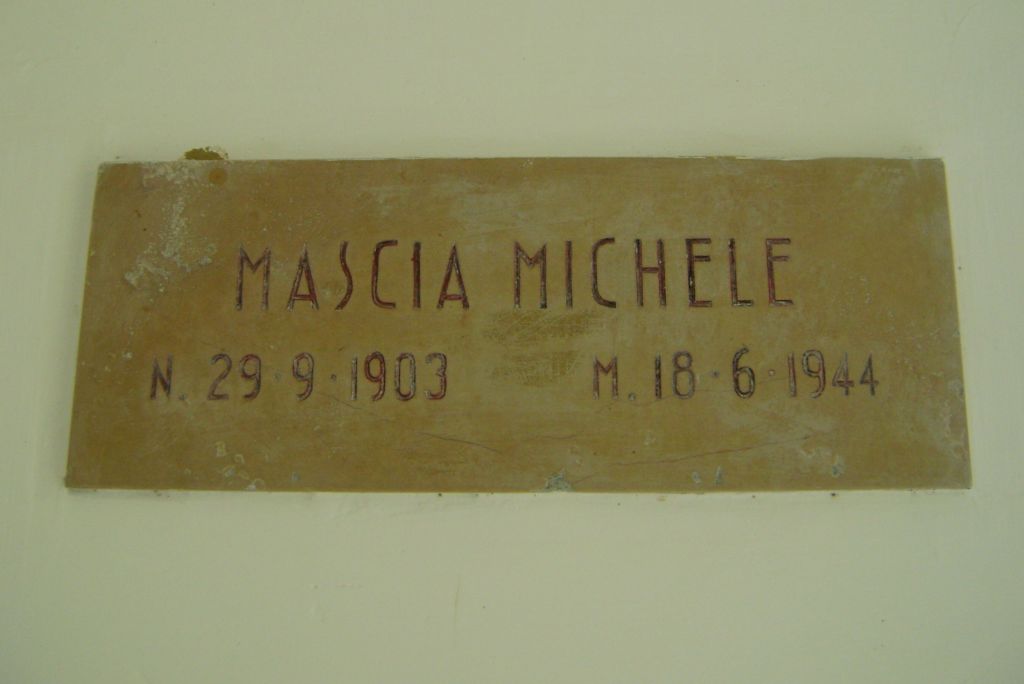 MASCIA MICHELE
N. 29·9·1903 M. 18·6·1944